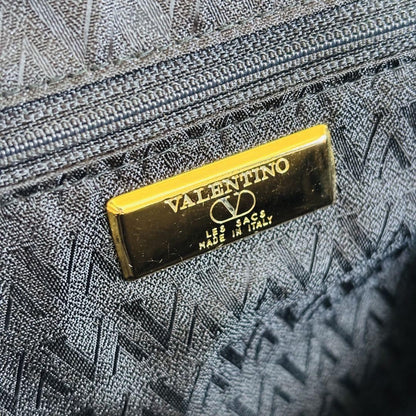 VALENTINO
V
LES SACS
MADE IN ITALY